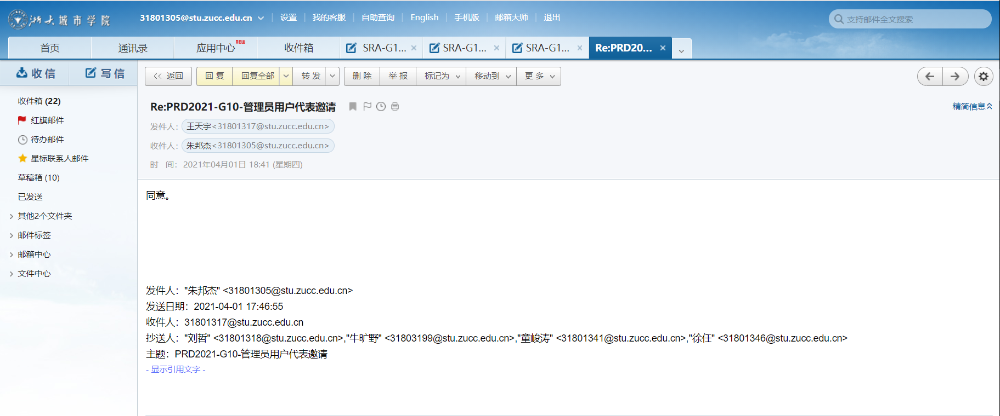 浙大城市学院
31801305@stu.zucc.edu.cn 设置 我的客服 自助查询 English 手机版 邮箱大师 退出
支持邮件全文搜索
首页 通讯录 应用中心 NEW 收件箱 SRA-G1... × SRA-G1... × SRA-G1... × Re:PRD20... ×
收信 写信
<< 返回 回复 回复全部 转发 删除 举报 标记为 移动到 更多
收件箱 (22)
红旗邮件
待办邮件
星标联系人邮件
草稿箱 (10)
已发送
其他2个文件夹
邮件标签
邮箱中心
文件中心
Re:PRD2021-G10-管理员用户代表邀请
精简信息
发件人: 王天宇<31801317@stu.zucc.edu.cn>
收件人: 朱邦杰<31801305@stu.zucc.edu.cn>
时 间: 2021年04月01日 18:41 (星期四)
同意。
发件人："朱邦杰" <31801305@stu.zucc.edu.cn>
发送日期：2021-04-01 17:46:55
收件人：31801317@stu.zucc.edu.cn
抄送人："刘哲" <31801318@stu.zucc.edu.cn>,"牛旷野" <31803199@stu.zucc.edu.cn>,"童峻涛" <31801341@stu.zucc.edu.cn>,"徐任" <31801346@stu.zucc.edu.cn>
主题：PRD2021-G10-管理员用户代表邀请
- 显示引用文字 -